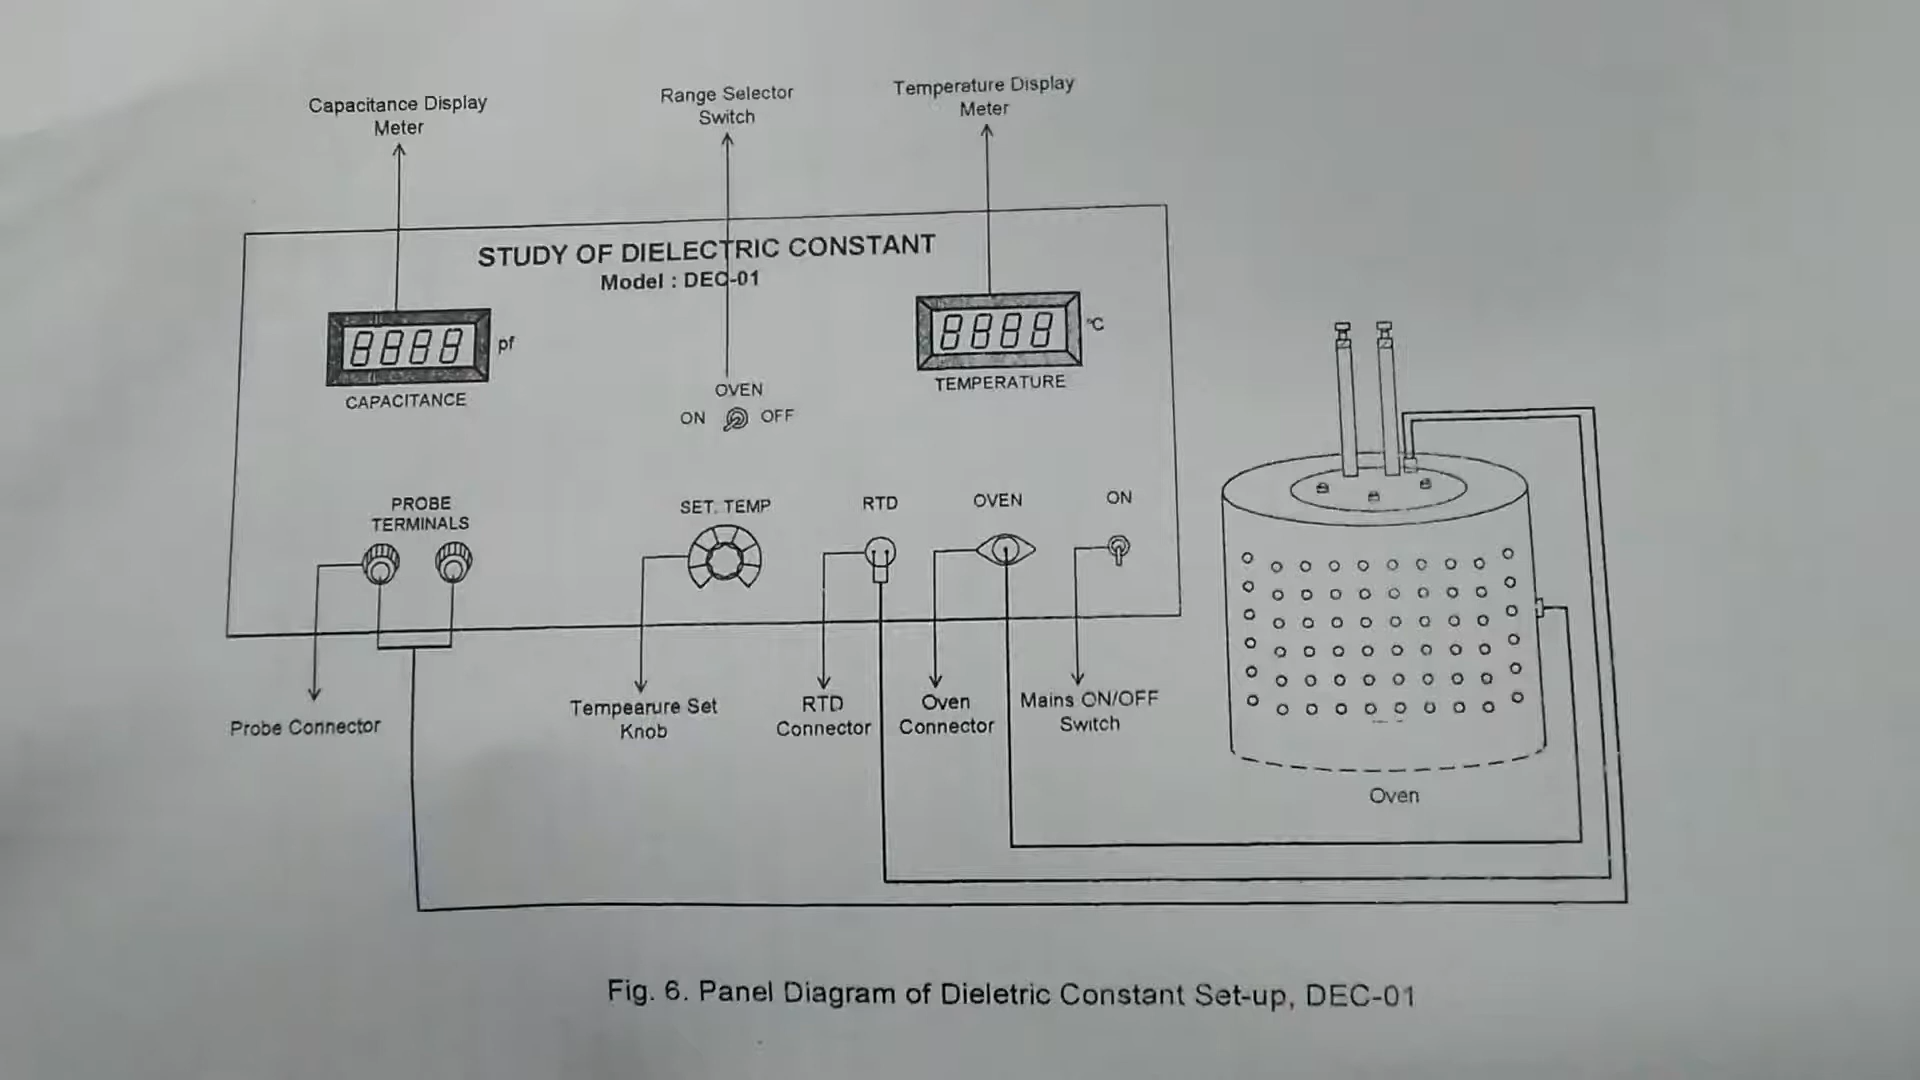 Capacitance Display
Meter
Range Selector
Switch
Temperature Display
Meter
STUDY OF DIELECTRIC CONSTANT
Model : DEC-01
8888 pf
CAPACITANCE
8888 °C
TEMPERATURE
OVEN
ON OFF
PROBE
TERMINALS
SET. TEMP
RTD
OVEN
ON
Probe Connector
Tempearure Set
Knob
RTD
Connector
Oven
Connector
Mains ON/OFF
Switch
Oven
Fig. 6. Panel Diagram of Dieletric Constant Set-up, DEC-01